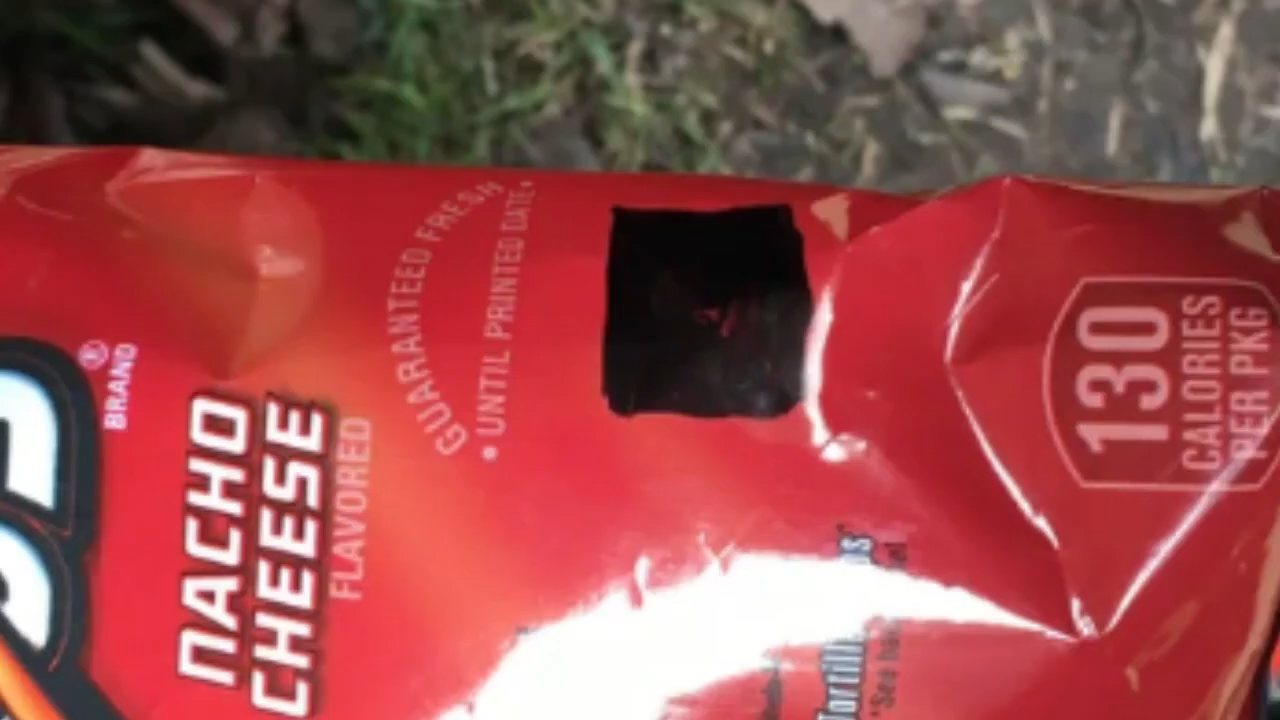 ® BRAND
NACHO
CHEESE
FLAVORED
GUARANTEED FRESH
• UNTIL PRINTED DATE•
130
CALORIES
PER PKG